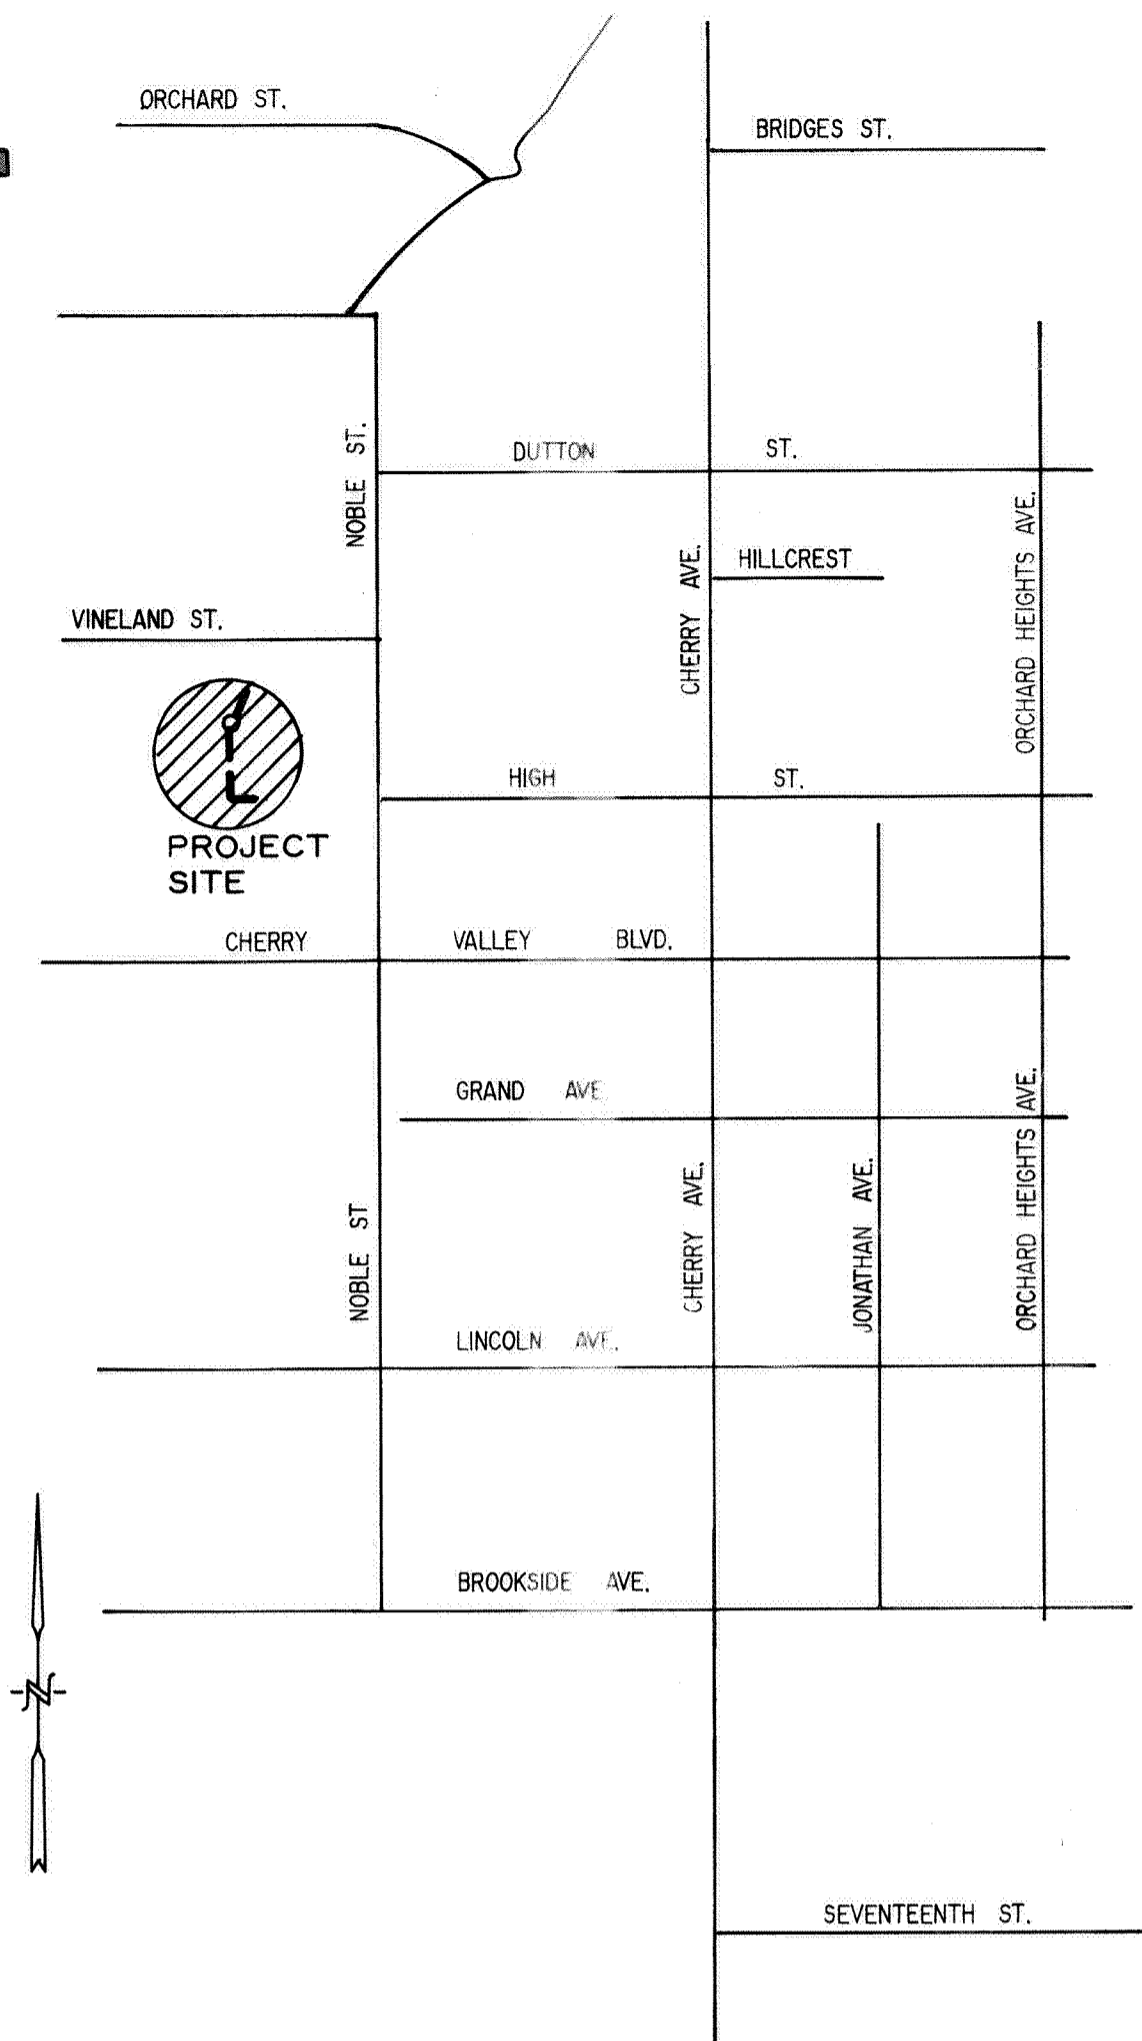 ORCHARD ST.
BRIDGES ST.
NOBLE ST.
DUTTON ST.
CHERRY AVE.
HILLCREST
ORCHARD HEIGHTS AVE.
VINELAND ST.
HIGH ST.
PROJECT
SITE
CHERRY VALLEY BLVD.
GRAND AVE
NOBLE ST
CHERRY AVE.
JONATHAN AVE.
ORCHARD HEIGHTS AVE.
LINCOLN AVE.
BROOKSIDE AVE.
N
SEVENTEENTH ST.